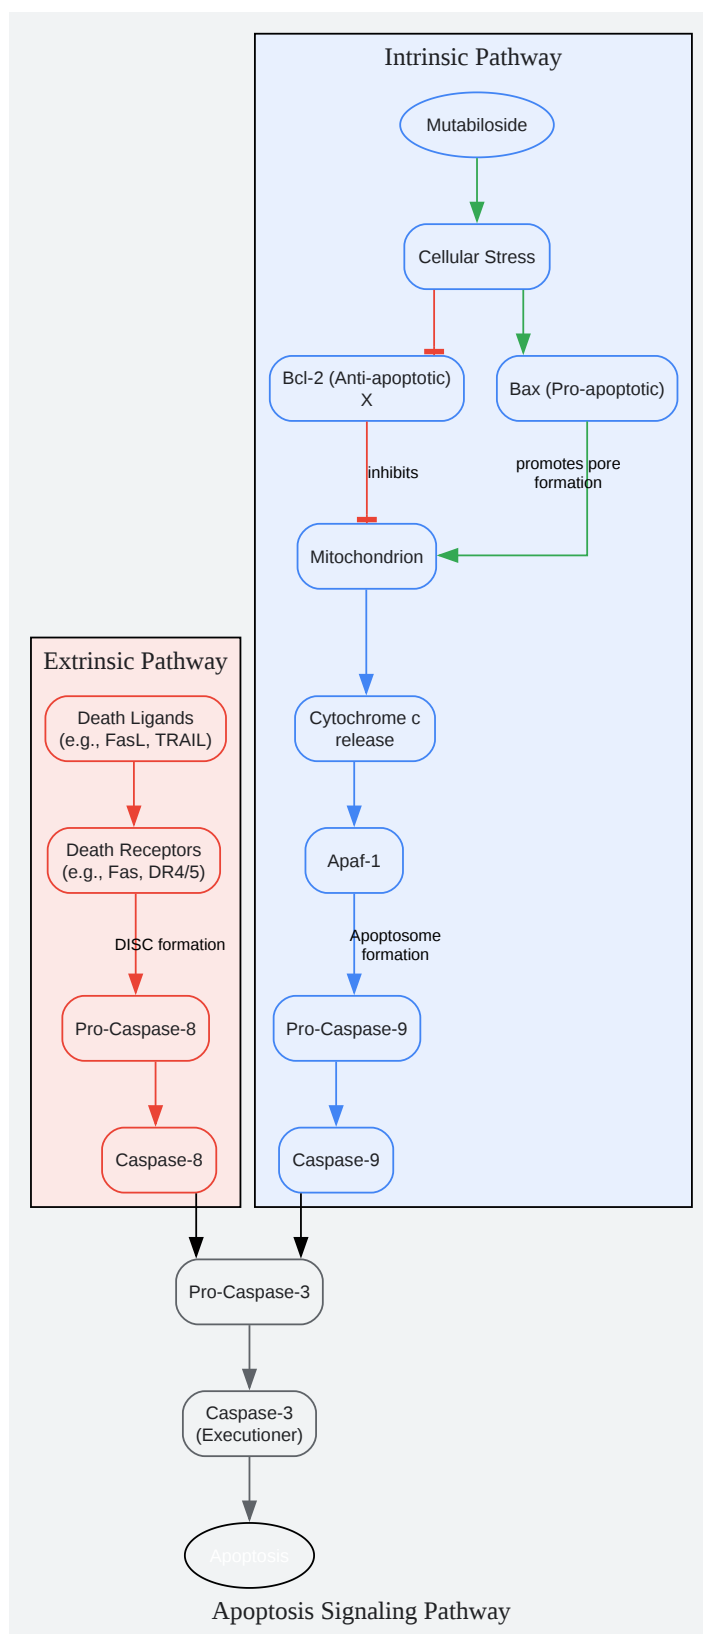 Intrinsic Pathway
Mutabiloside
Cellular Stress
Bcl-2 (Anti-apoptotic)
X
Bax (Pro-apoptotic)
inhibits
promotes pore
formation
Mitochondrion
Extrinsic Pathway
Death Ligands
(e.g., FasL, TRAIL)
Cytochrome c
release
Death Receptors
(e.g., Fas, DR4/5)
Apaf-1
DISC formation
Apoptosome
formation
Pro-Caspase-8
Pro-Caspase-9
Caspase-8
Caspase-9
Pro-Caspase-3
Caspase-3
(Executioner)
Apoptosis
Apoptosis Signaling Pathway